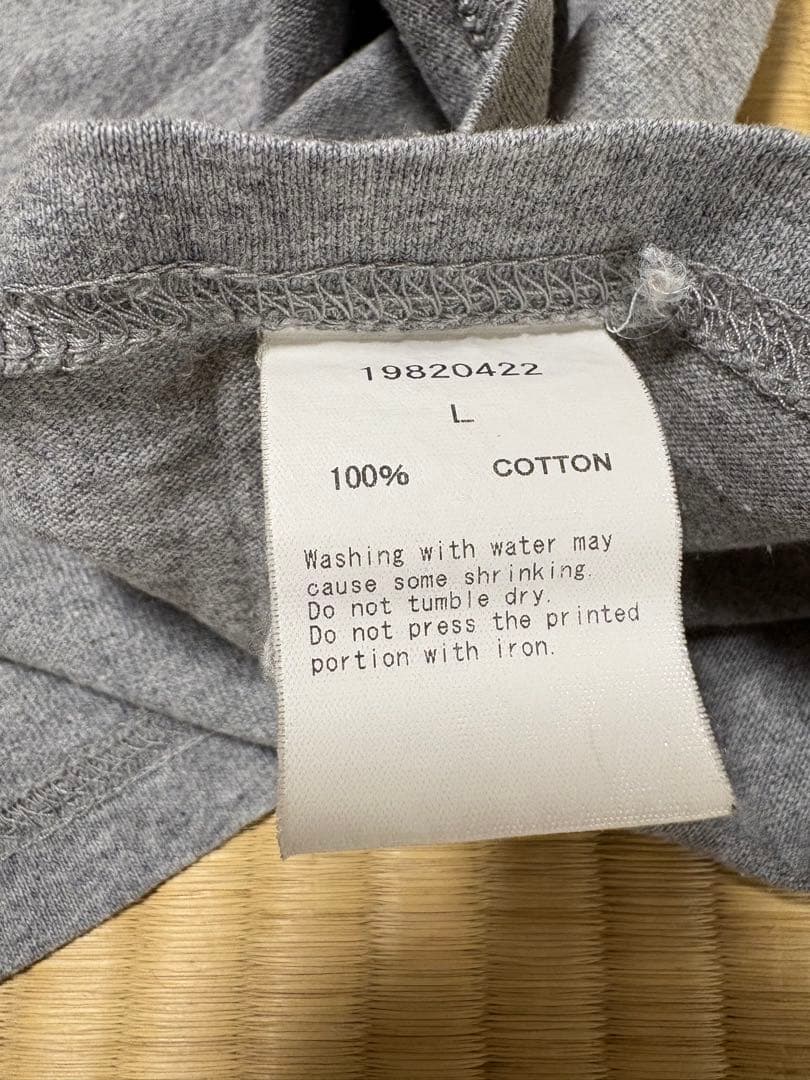 19820422
L
100% COTTON
Washing with water may
cause some shrinking.
Do not tumble dry.
Do not press the printed
portion with iron.